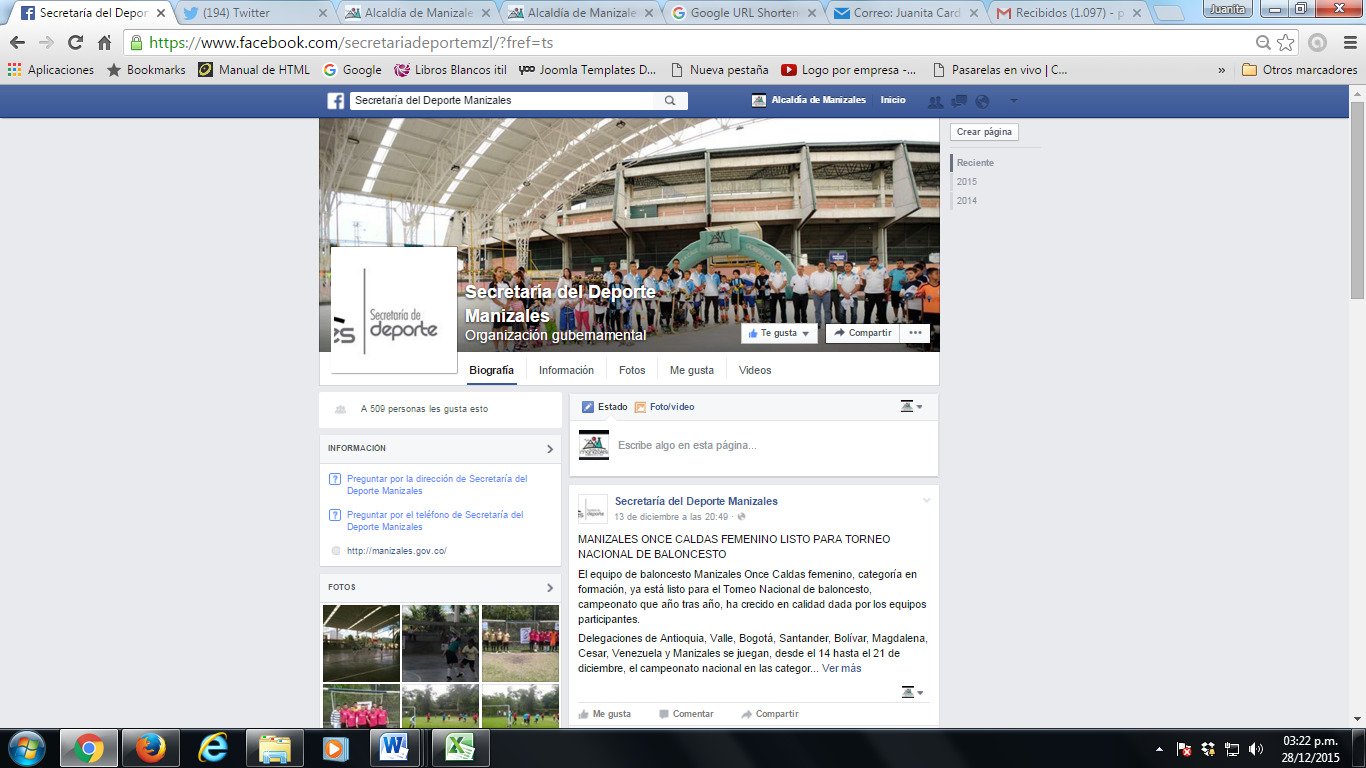 Secretaría del Depor
(194) Twitter
Alcaldía de Manizale
Alcaldía de Manizale
Google URL Shorten
Correo: Juanita Card
Recibidos (1.097) - p
Juanita
https://www.facebook.com/secretariadeportemzl/?fref=ts
Aplicaciones
Bookmarks
Manual de HTML
Google
Libros Blancos itil
Joomla Templates D...
Nueva pestaña
Logo por empresa -...
Pasarelas en vivo | C...
»
Otros marcadores
Secretaría del Deporte Manizales
Alcaldía de Manizales
Inicio
Crear página
Reciente
2015
2014
Secretaría de
deporte
Secretaría del Deporte
Manizales
Organización gubernamental
Te gusta
Compartir
Biografía
Información
Fotos
Me gusta
Videos
A 509 personas les gusta esto
INFORMACIÓN
Preguntar por la dirección de Secretaría del
Deporte Manizales
Preguntar por el teléfono de Secretaría del
Deporte Manizales
http://manizales.gov.co/
FOTOS
Estado
Foto/video
Escribe algo en esta página...
Secretaría del Deporte Manizales
13 de diciembre a las 20:49 ·
MANIZALES ONCE CALDAS FEMENINO LISTO PARA TORNEO
NACIONAL DE BALONCESTO
El equipo de baloncesto Manizales Once Caldas femenino, categoría en
formación, ya está listo para el Torneo Nacional de baloncesto,
campeonato que año tras año, ha crecido en calidad dada por los equipos
participantes.
Delegaciones de Antioquia, Valle, Bogotá, Santander, Bolívar, Magdalena,
Cesar, Venezuela y Manizales se juegan, desde el 14 hasta el 21 de
diciembre, el campeonato nacional en las categor... Ver más
Me gusta
Comentar
Compartir
03:22 p.m.
28/12/2015